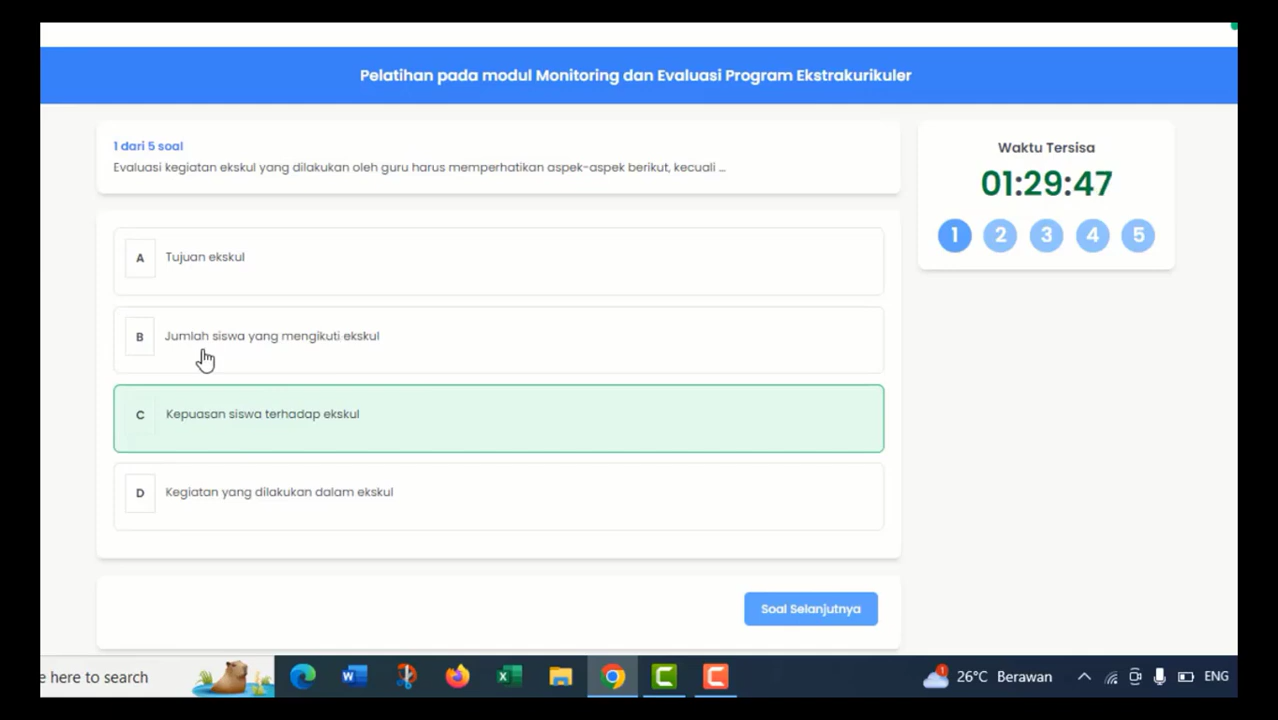 Pelatihan pada modul Monitoring dan Evaluasi Program Ekstrakurikuler
1 dari 5 soal
Evaluasi kegiatan ekskul yang dilakukan oleh guru harus memperhatikan aspek-aspek berikut, kecuali ...
A Tujuan ekskul
B Jumlah siswa yang mengikuti ekskul
C Kepuasan siswa terhadap ekskul
D Kegiatan yang dilakukan dalam ekskul
Soal Selanjutnya
Waktu Tersisa
01:29:47
1 2 3 4 5
e here to search
26°C Berawan
ENG